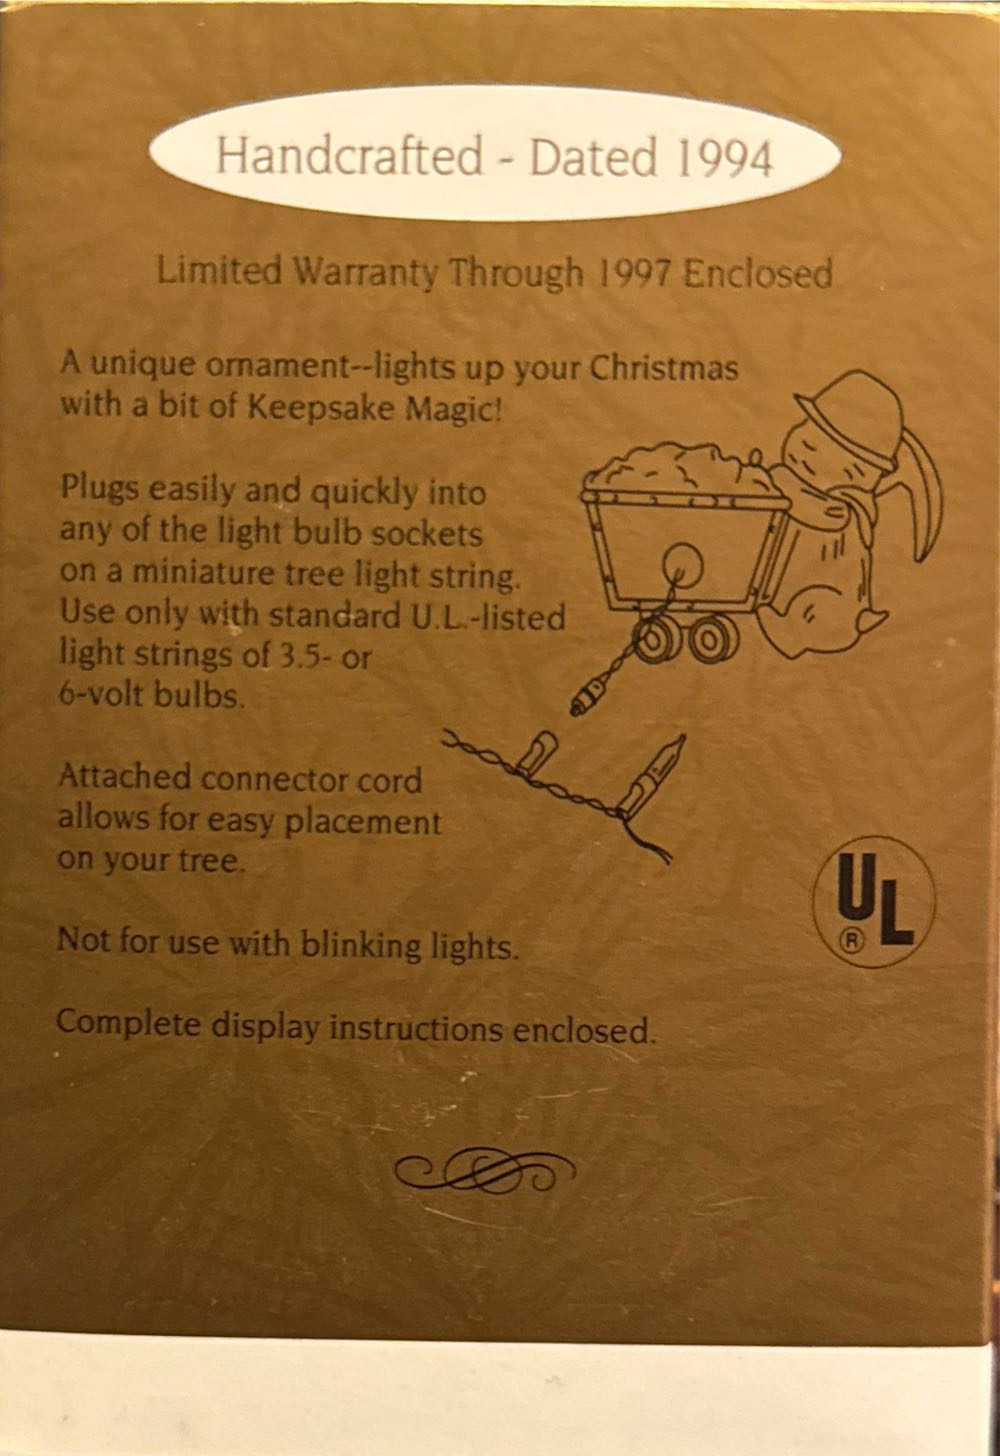 Handcrafted - Dated 1994
Limited Warranty Through 1997 Enclosed
A unique ornament--lights up your Christmas
with a bit of Keepsake Magic!
Plugs easily and quickly into
any of the light bulb sockets
on a miniature tree light string.
Use only with standard U.L.-listed
light strings of 3.5- or
6-volt bulbs.
Attached connector cord
allows for easy placement
on your tree.
UL
®
Not for use with blinking lights.
Complete display instructions enclosed.